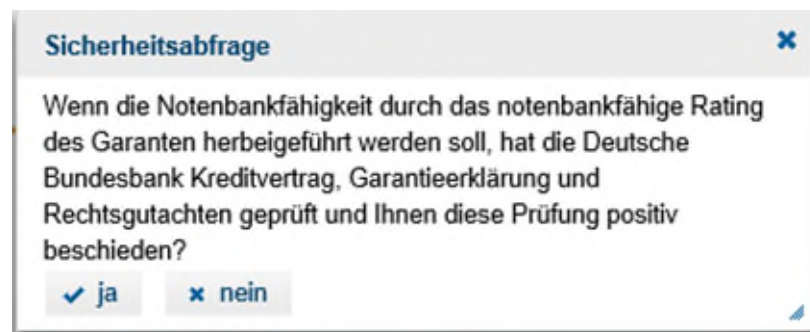 Sicherheitsabfrage
Wenn die Notenbankfähigkeit durch das notenbankfähige Rating
des Garanten herbeigeführt werden soll, hat die Deutsche
Bundesbank Kreditvertrag, Garantieerklärung und
Rechtsgutachten geprüft und Ihnen diese Prüfung positiv
beschieden?
ja nein